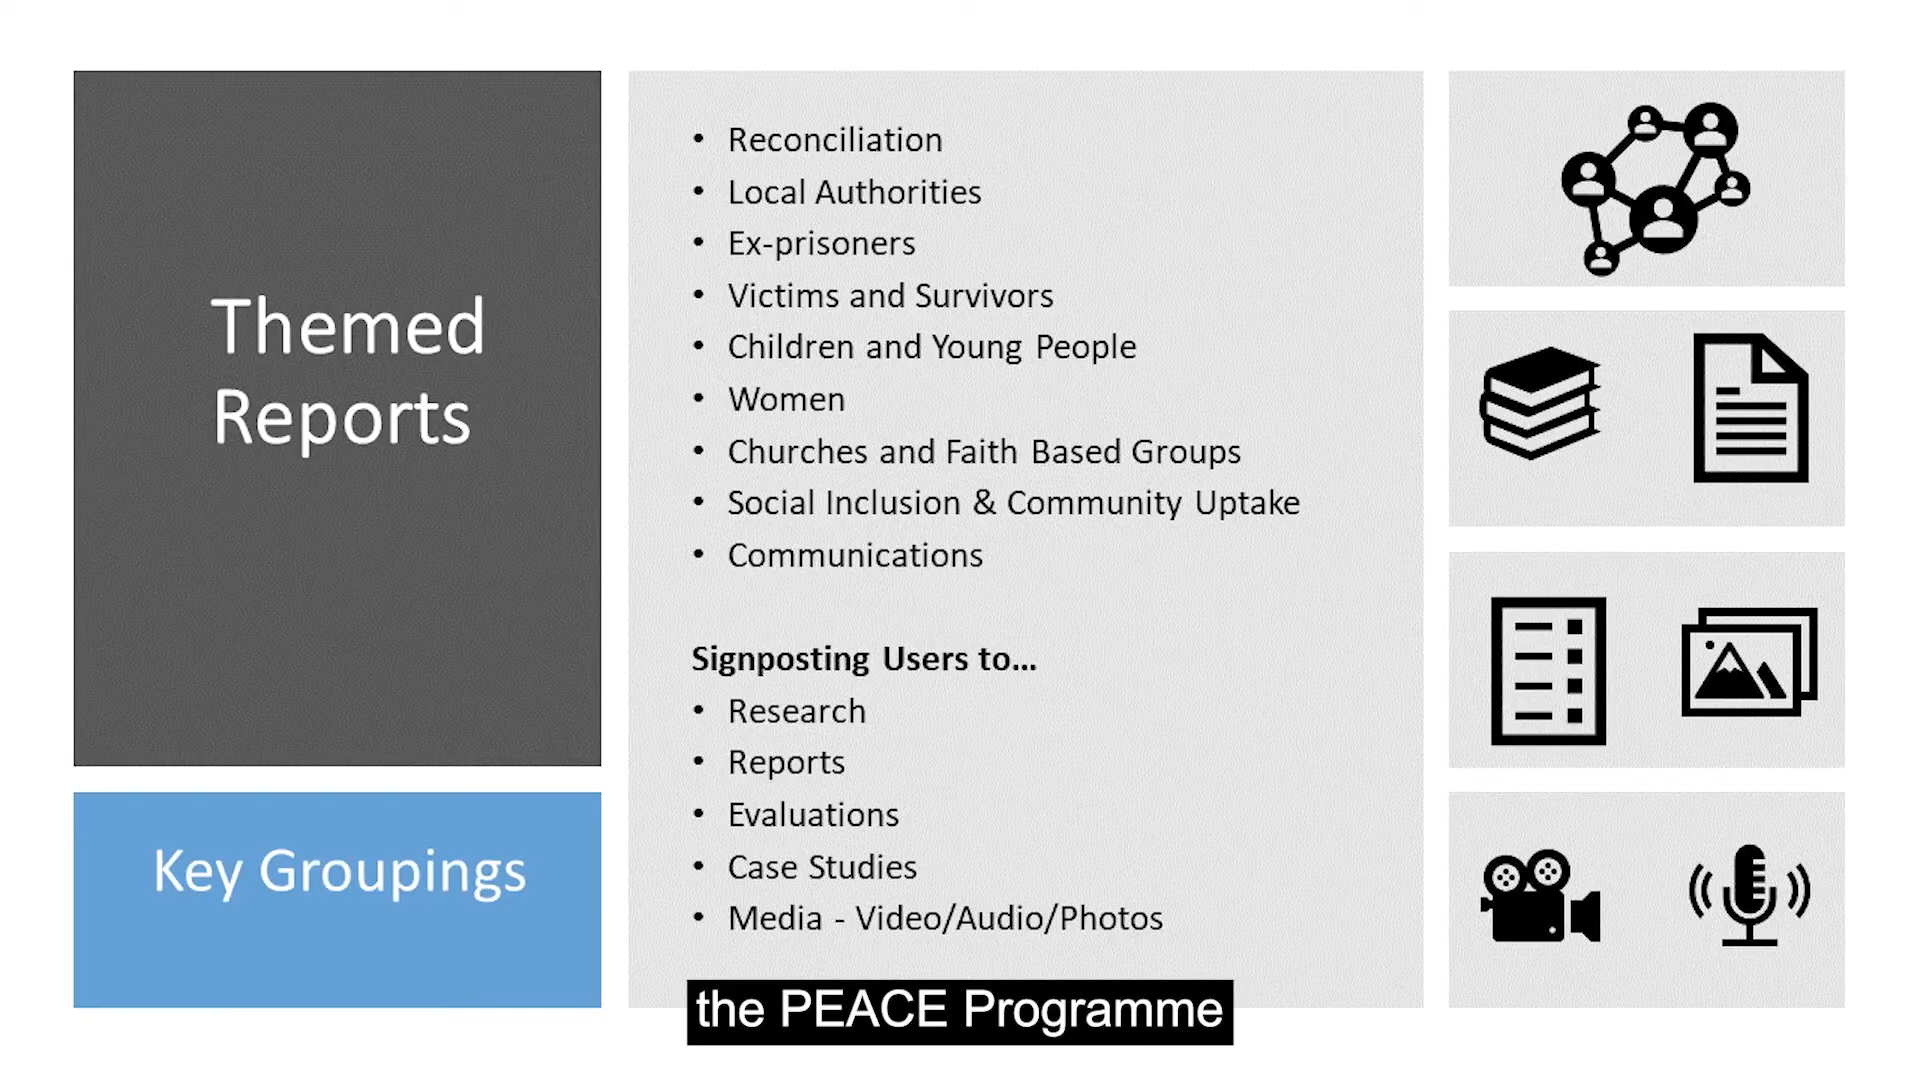 Themed
Reports
Key Groupings
• Reconciliation
• Local Authorities
• Ex-prisoners
• Victims and Survivors
• Children and Young People
• Women
• Churches and Faith Based Groups
• Social Inclusion & Community Uptake
• Communications
Signposting Users to...
• Research
• Reports
• Evaluations
• Case Studies
• Media - Video/Audio/Photos
the PEACE Programme